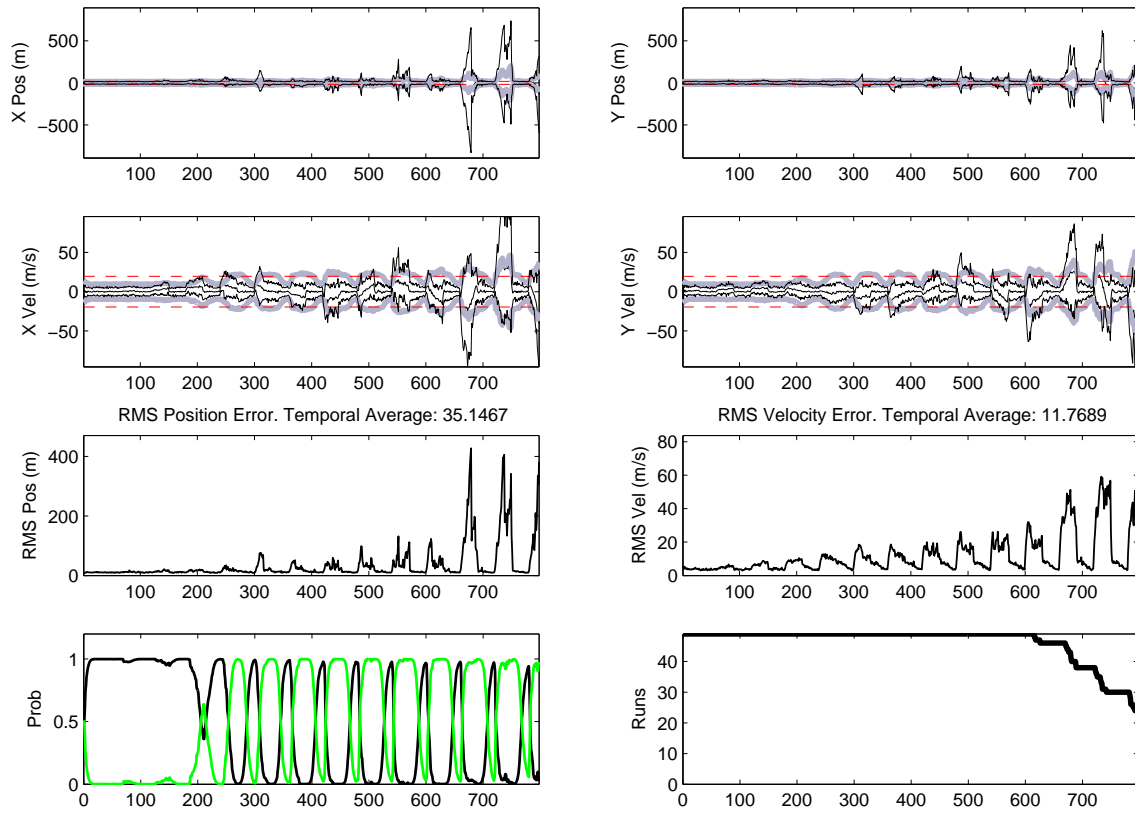 X Pos (m)
500
0
−500
100 200 300 400 500 600 700
Y Pos (m)
500
0
−500
100 200 300 400 500 600 700
X Vel (m/s)
50
0
−50
100 200 300 400 500 600 700
Y Vel (m/s)
50
0
−50
100 200 300 400 500 600 700
RMS Position Error. Temporal Average: 35.1467
RMS Pos (m)
400
200
0
100 200 300 400 500 600 700
RMS Velocity Error. Temporal Average: 11.7689
RMS Vel (m/s)
80
60
40
20
0
0 100 200 300 400 500 600 700
Prob
1
0.5
0
0 100 200 300 400 500 600 700
Runs
40
30
20
10
0
0 100 200 300 400 500 600 700